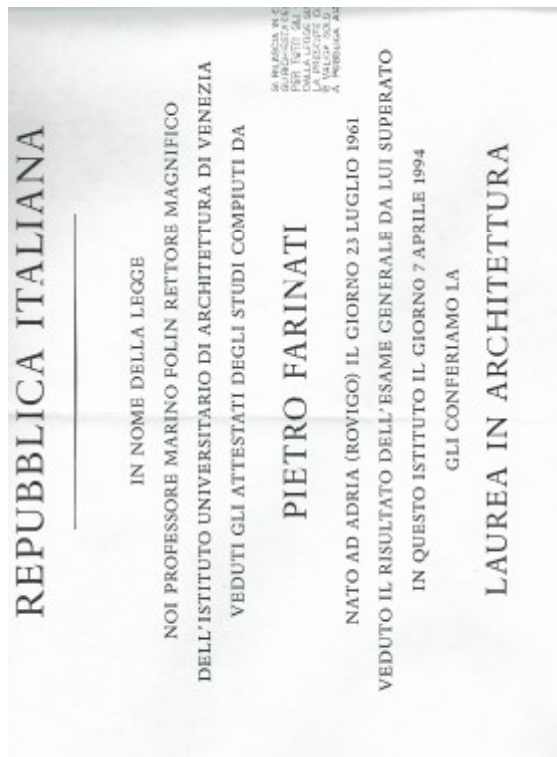 REPUBBLICA ITALIANA
IN NOME DELLA LEGGE
NOI PROFESSORE MARINO FOLIN RETTORE MAGNIFICO
DELL'ISTITUTO UNIVERSITARIO DI ARCHITETTURA DI VENEZIA
VEDUTI GLI ATTESTATI DEGLI STUDI COMPIUTI DA
PIETRO FARINATI
NATO AD ADRIA (ROVIGO) IL GIORNO 23 LUGLIO 1961
VEDUTO IL RISULTATO DELL'ESAME GENERALE DA LUI SUPERATO
IN QUESTO ISTITUTO IL GIORNO 7 APRILE 1994
GLI CONFERIAMO LA
LAUREA IN ARCHITETTURA